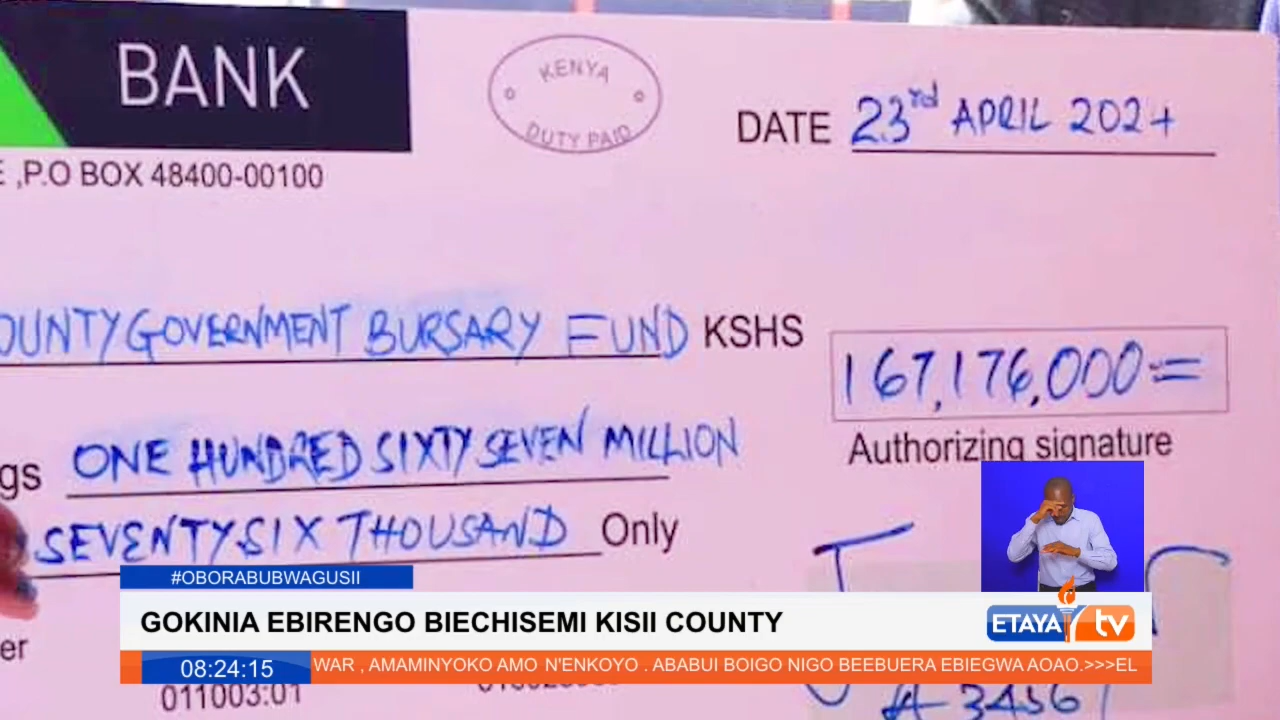 BANK
KENYA
DUTY PAID
DATE 23rd APRIL 2024
E ,P.O BOX 48400-00100
OUNTY GOVERNMENT BURSARY FUND KSHS 167,176,000=
gs ONE HUNDRED SIXTY SEVEN MILLION
Authorizing signature
SEVENTY SIX THOUSAND Only
#OBORABUBWAGUSII
GOKINIA EBIRENGO BIECHISEMI KISII COUNTY
ETAYA tv
er
08:24:15 WAR , AMAMINYOKO AMO N'ENKOYO . ABABUI BOIGO NIGO BEEBUERA EBIEGWA AOAO.>>>EL
011003:01